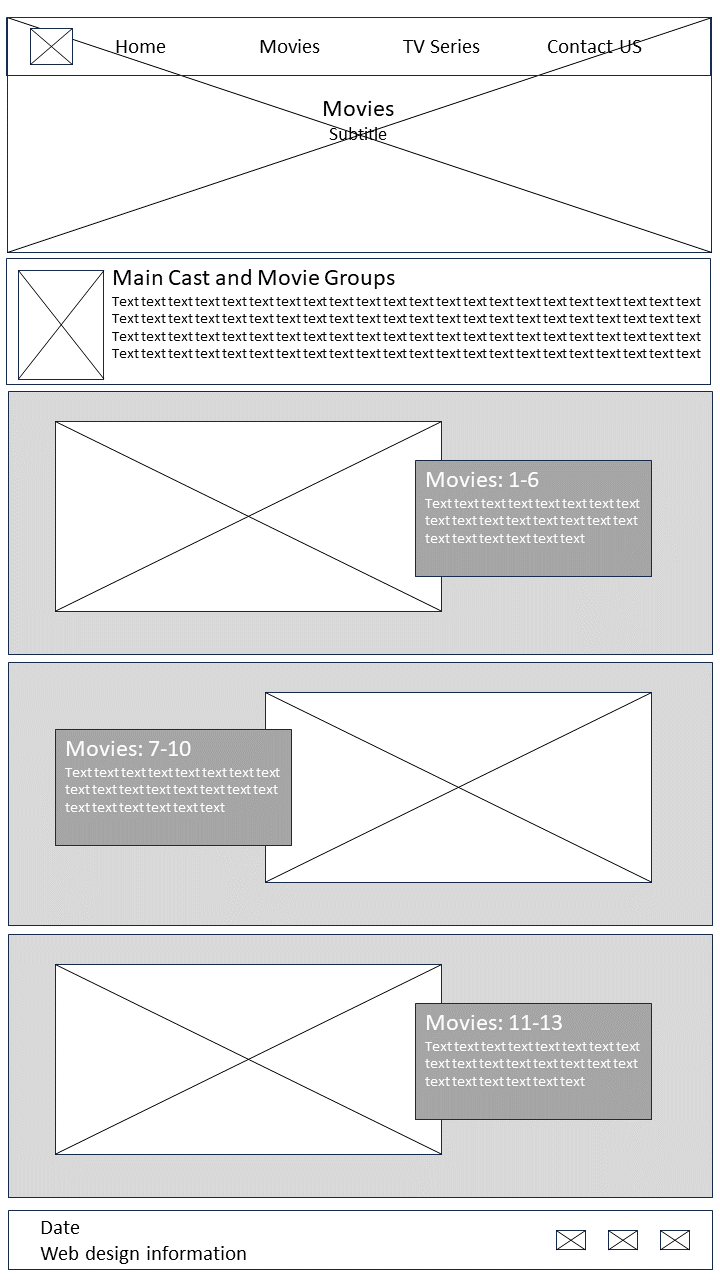 Home Movies TV Series Contact US
Movies
Subtitle
Main Cast and Movie Groups
Text text text text text text text text text text text text text text text text text text text text text text
Text text text text text text text text text text text text text text text text text text text text text text
Text text text text text text text text text text text text text text text text text text text text text text
Text text text text text text text text text text text text text text text text text text text text text text
Movies: 1-6
Text text text text text text text text
text text text text text text text text
text text text text text text
Movies: 7-10
Text text text text text text text text
text text text text text text text text
text text text text text text
Movies: 11-13
Text text text text text text text text
text text text text text text text text
text text text text text text
Date
Web design information